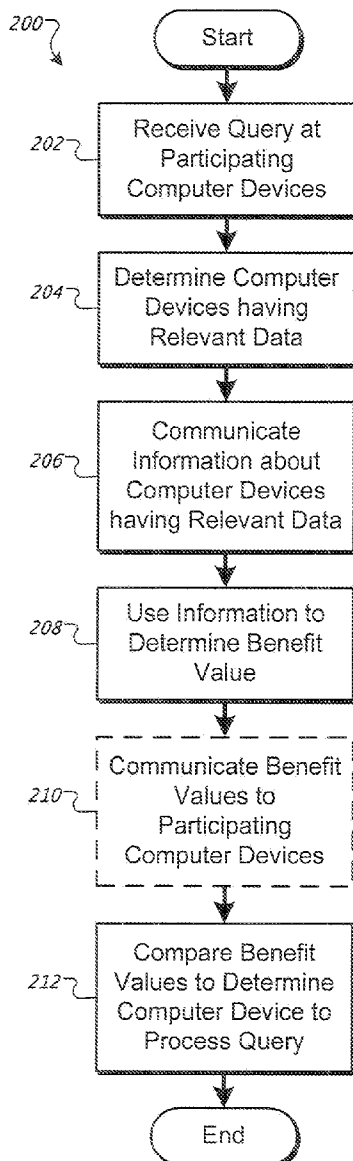 200
Start
202
Receive Query at
Participating
Computer Devices
204
Determine Computer
Devices having
Relevant Data
206
Communicate
Information about
Computer Devices
having Relevant Data
208
Use Information to
Determine Benefit
Value
210
Communicate Benefit
Values to
Participating
Computer Devices
212
Compare Benefit
Values to Determine
Computer Device to
Process Query
End